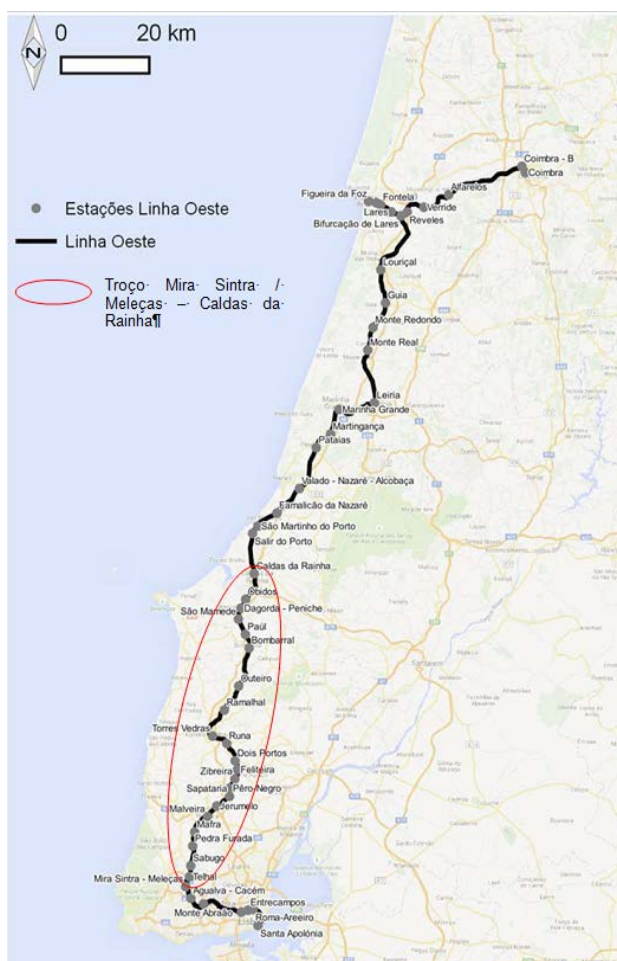 0 20 km
N
Estações Linha Oeste
Linha Oeste
Troço· Mira Sintra /·
Meleças· –· Caldas· da·
Rainha¶
Coimbra - B
Coimbra
Alfarelos
Figueira da Foz
Fontela
Verride
Lares
Reveles
Bifurcação de Lares
Louriçal
Guia
Monte Redondo
Monte Real
Leiria
Marinha Grande
Martingança
Pataias
Valado - Nazaré - Alcobaça
Famalicão da Nazaré
São Martinho do Porto
Salir do Porto
Caldas da Rainha
Óbidos
São Mamede
Dagorda - Peniche
Paúl
Bombarral
Outeiro
Ramalhal
Torres Vedras
Runa
Dois Portos
Zibreira
Feliteira
Sapataria
Pêro Negro
Jerumelo
Malveira
Mafra
Pedra Furada
Sabugo
Telhal
Mira Sintra - Meleças
Agualva - Cacém
Entrecampos
Monte Abraão
Roma-Areeiro
Santa Apolónia
Santarém
Almada